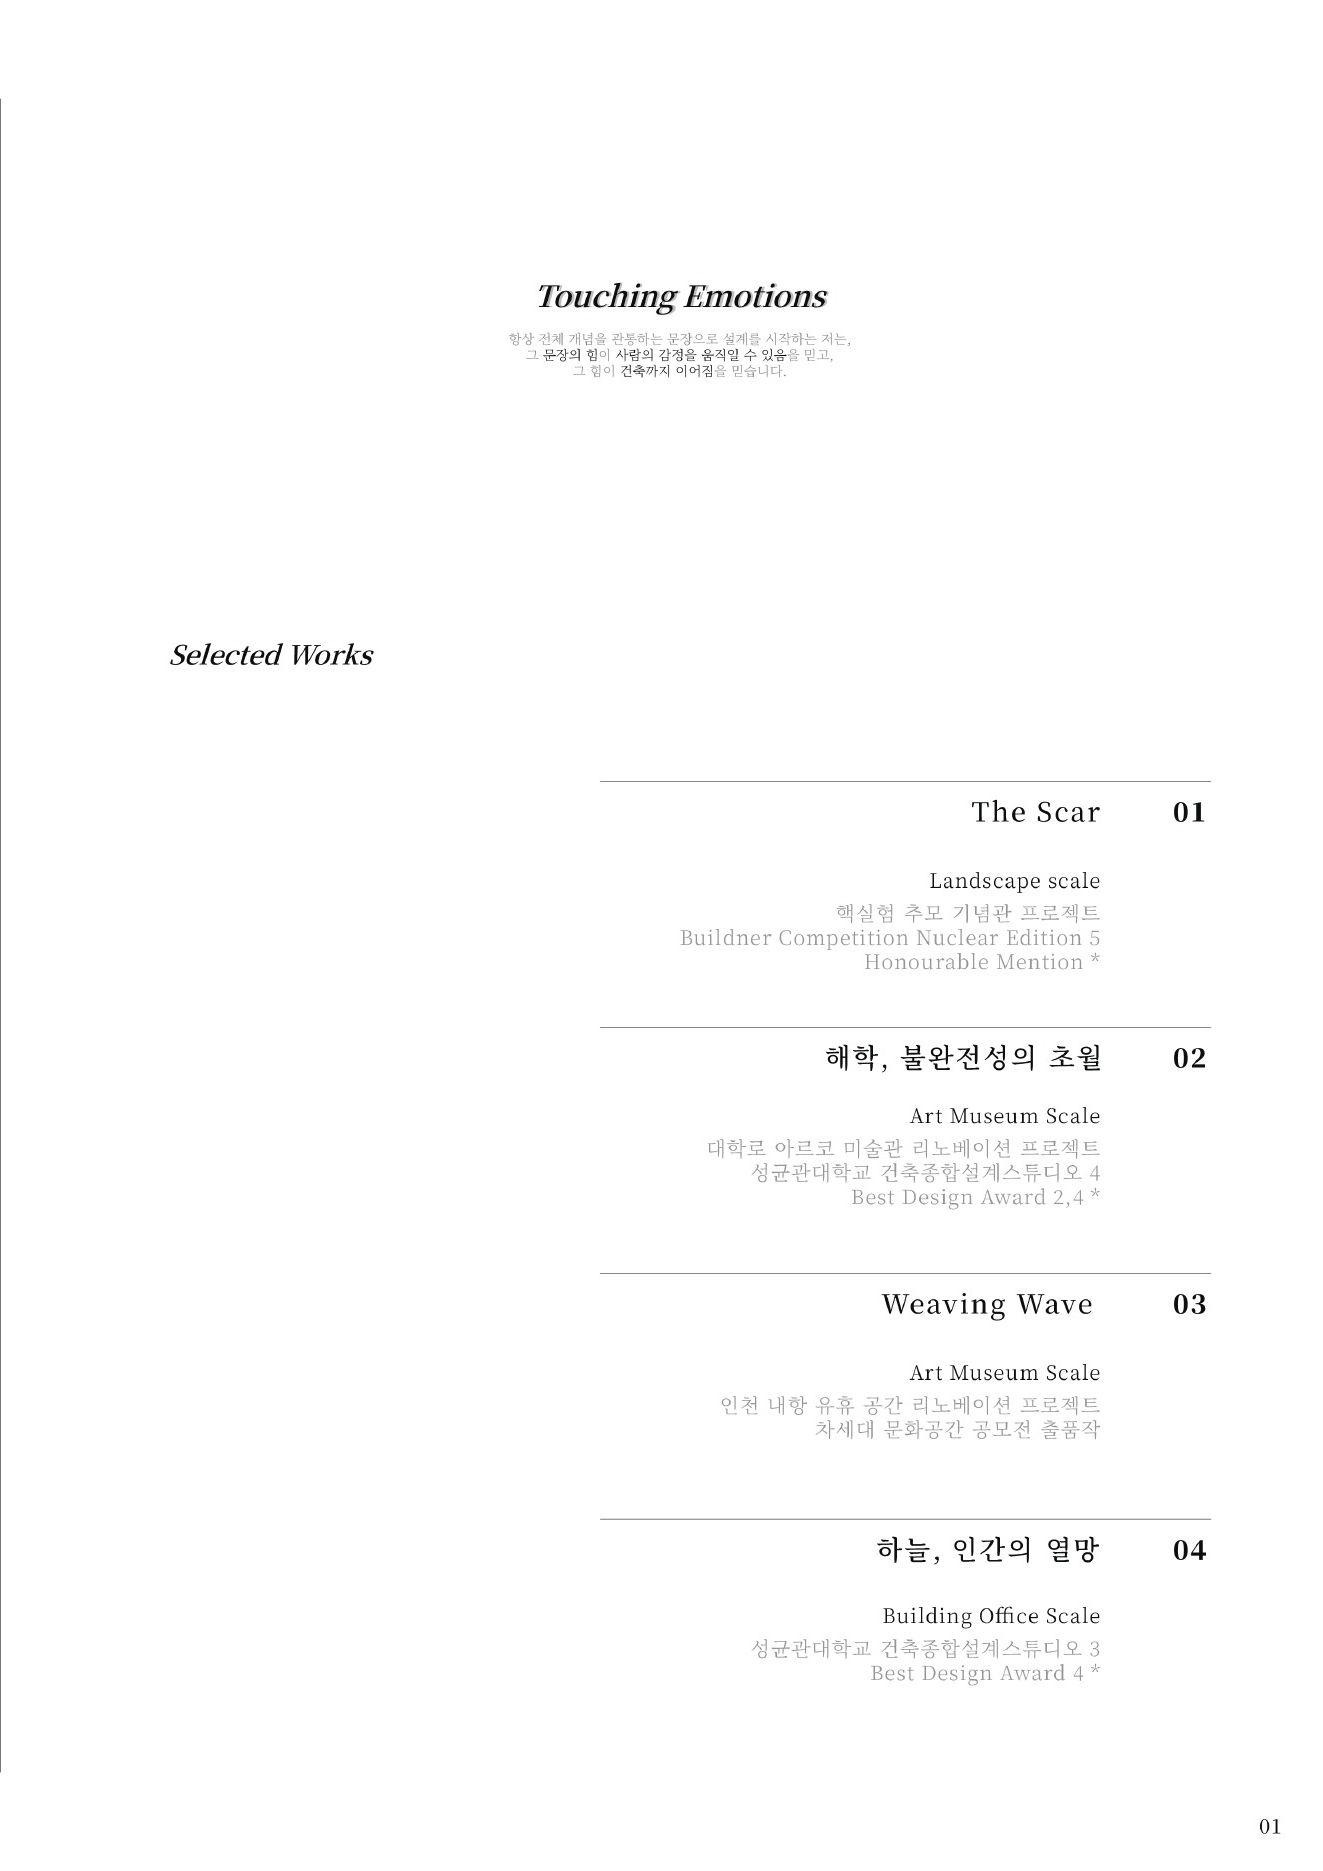 Touching Emotions
항상 전체 개념을 관통하는 문장으로 설계를 시작하는 저는,
그 문장의 힘이 사람의 감정을 움직일 수 있음을 믿고,
그 힘이 건축까지 이어짐을 믿습니다.
Selected Works
The Scar 01
Landscape scale
핵실험 추모 기념관 프로젝트
Buildner Competition Nuclear Edition 5
Honourable Mention *
해학, 불완전성의 초월 02
Art Museum Scale
대학로 아르코 미술관 리노베이션 프로젝트
성균관대학교 건축종합설계스튜디오 4
Best Design Award 2,4 *
Weaving Wave 03
Art Museum Scale
인천 내항 유휴 공간 리노베이션 프로젝트
차세대 문화공간 공모전 출품작
하늘, 인간의 열망 04
Building Office Scale
성균관대학교 건축종합설계스튜디오 3
Best Design Award 4 *
01